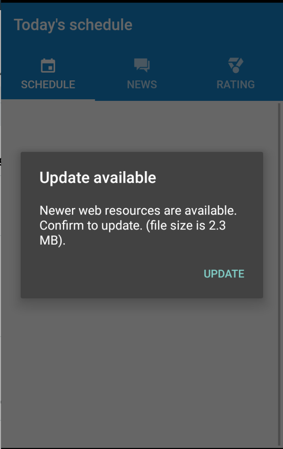 Today's schedule
SCHEDULE
NEWS
RATING
Update available
Newer web resources are available.
Confirm to update. (file size is 2.3
MB).
UPDATE